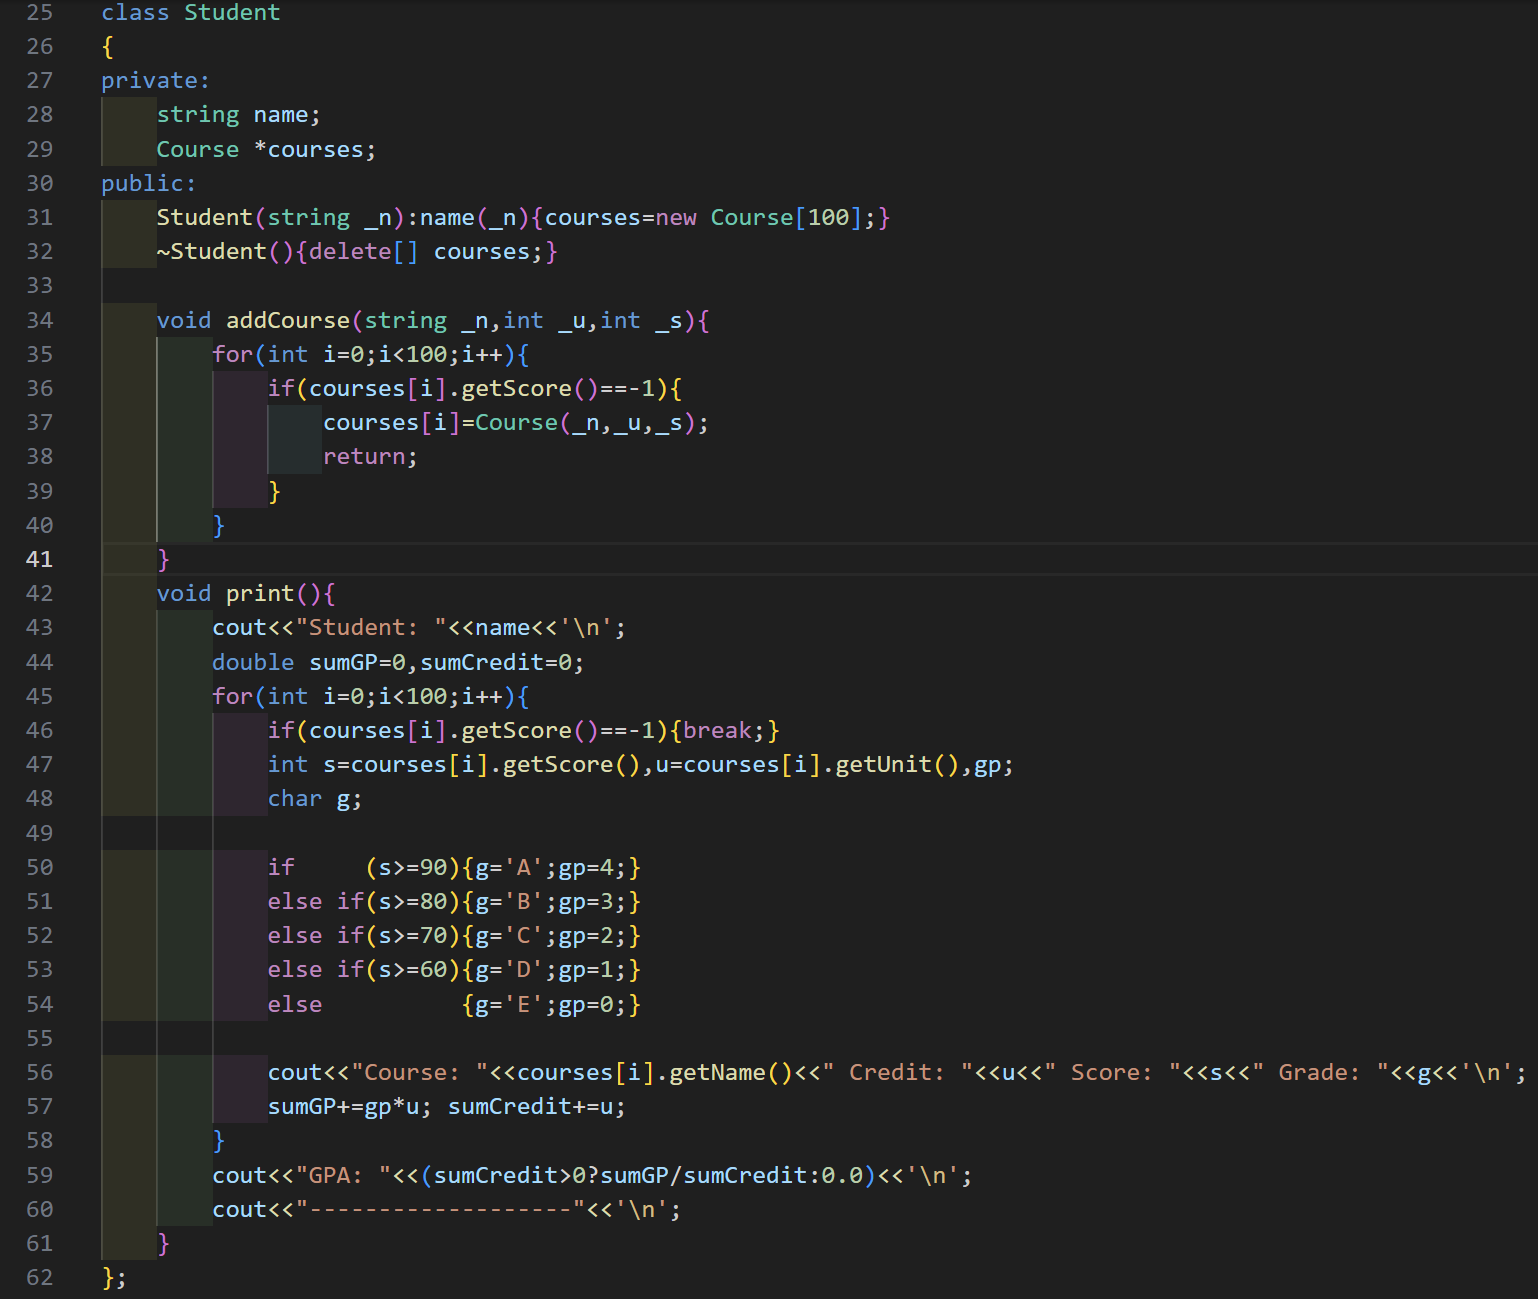 25 class Student
26 {
27 private:
28     string name;
29     Course *courses;
30 public:
31     Student(string _n):name(_n){courses=new Course[100];}
32     ~Student(){delete[] courses;}
33
34     void addCourse(string _n,int _u,int _s){
35         for(int i=0;i<100;i++){
36             if(courses[i].getScore()==-1){
37                 courses[i]=Course(_n,_u,_s);
38                 return;
39             }
40         }
41     }
42     void print(){
43         cout<<"Student: "<<name<<'\n';
44         double sumGP=0,sumCredit=0;
45         for(int i=0;i<100;i++){
46             if(courses[i].getScore()==-1){break;}
47             int s=courses[i].getScore(),u=courses[i].getUnit(),gp;
48             char g;
49
50             if     (s>=90){g='A';gp=4;}
51             else if(s>=80){g='B';gp=3;}
52             else if(s>=70){g='C';gp=2;}
53             else if(s>=60){g='D';gp=1;}
54             else          {g='E';gp=0;}
55
56             cout<<"Course: "<<courses[i].getName()<<" Credit: "<<u<<" Score: "<<s<<" Grade: "<<g<<'\n';
57             sumGP+=gp*u; sumCredit+=u;
58         }
59         cout<<"GPA: "<<(sumCredit>0?sumGP/sumCredit:0.0)<<'\n';
60         cout<<"-------------------"<<'\n';
61     }
62 };